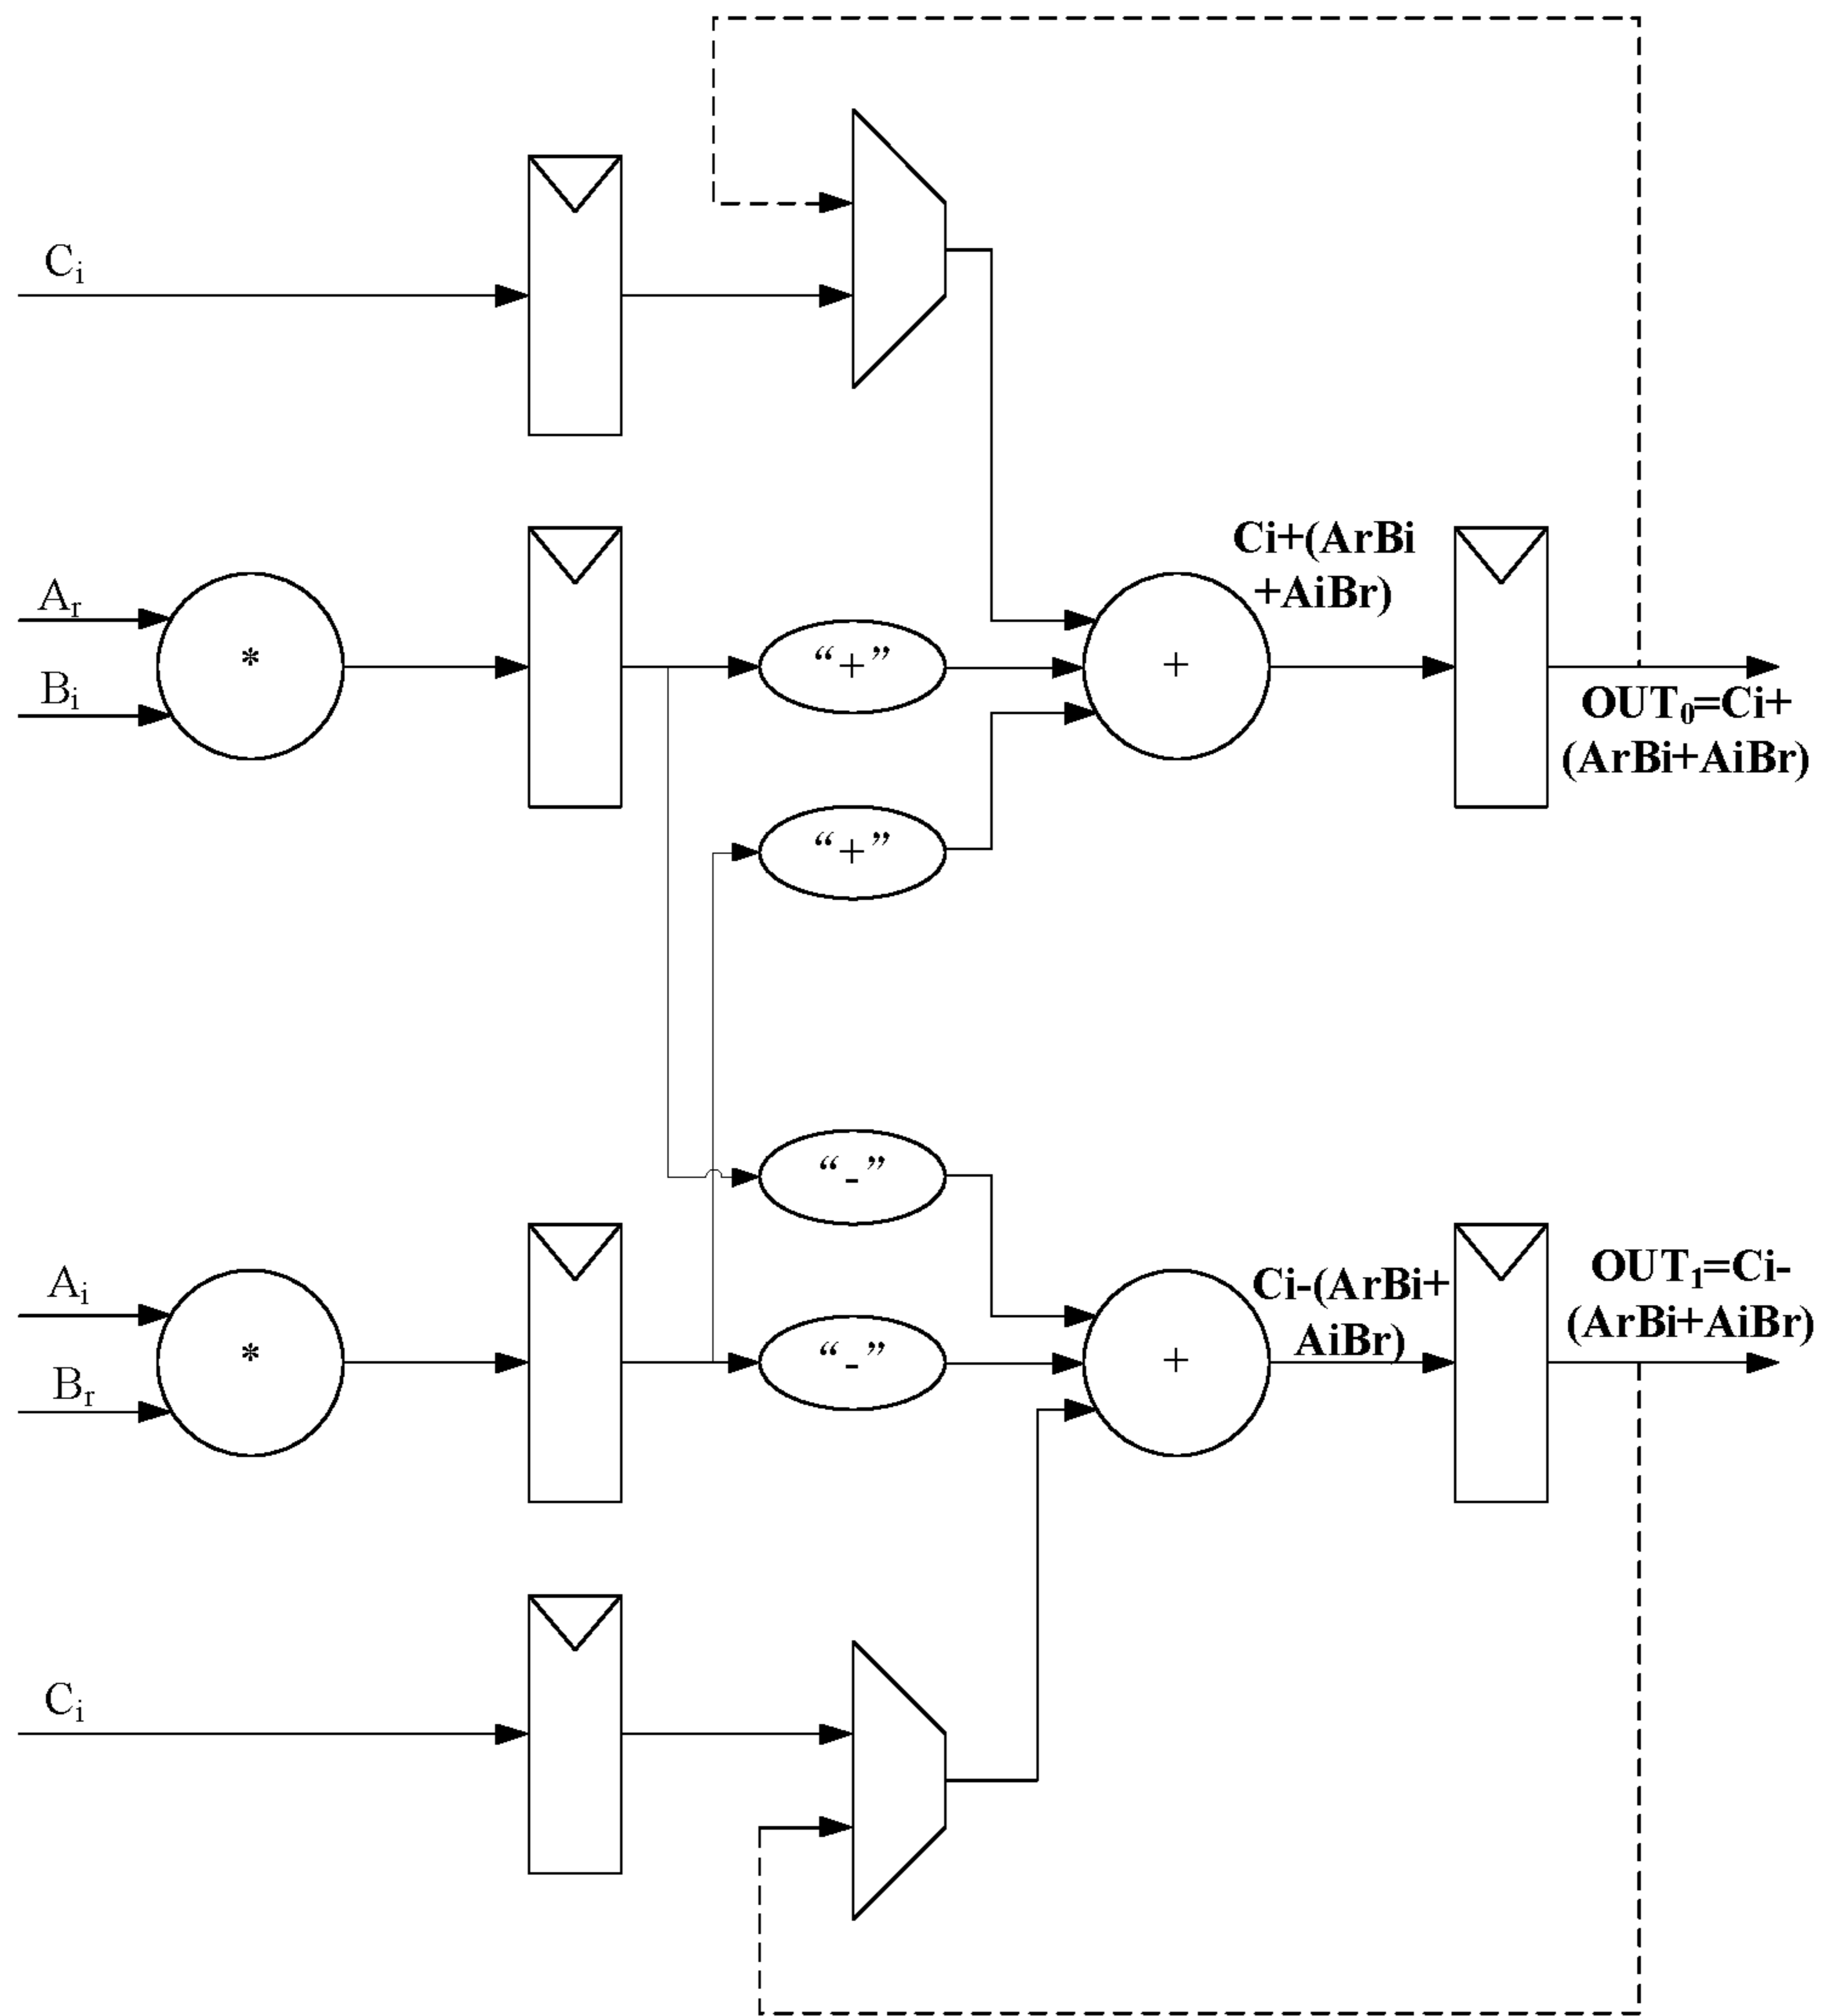 Cᵢ
Ci+(ArBi
+AiBr)
Aᵣ
*
“+”
+
Bᵢ
OUT₀=Ci+
(ArBi+AiBr)
“+”
“-”
Aᵢ
*
“-”
+
Ci-(ArBi+
AiBr)
OUT₁=Ci-
(ArBi+AiBr)
Bᵣ
Cᵢ